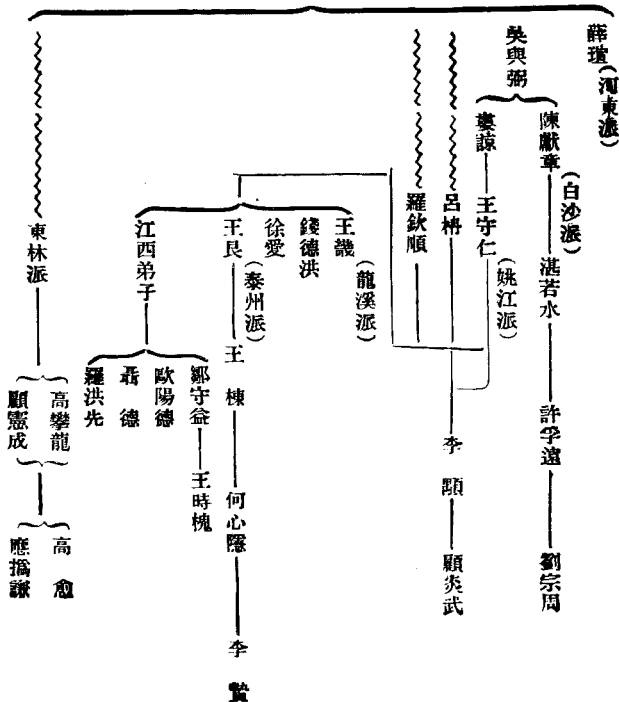 薛瑄(河東派)
吳與弼
陳獻章(白沙派)
湛若水
許孚遠
劉宗周
婁諒
王守仁(姚江派)
呂柟
李顒
顧炎武
羅欽順
王畿(龍溪派)
錢德洪
徐愛
王艮(泰州派)
王棟
何心隱
李贄
江西弟子
鄒守益
王時槐
歐陽德
聶德
羅洪先
東林派
高攀龍
顧憲成
高愈
應撝謙